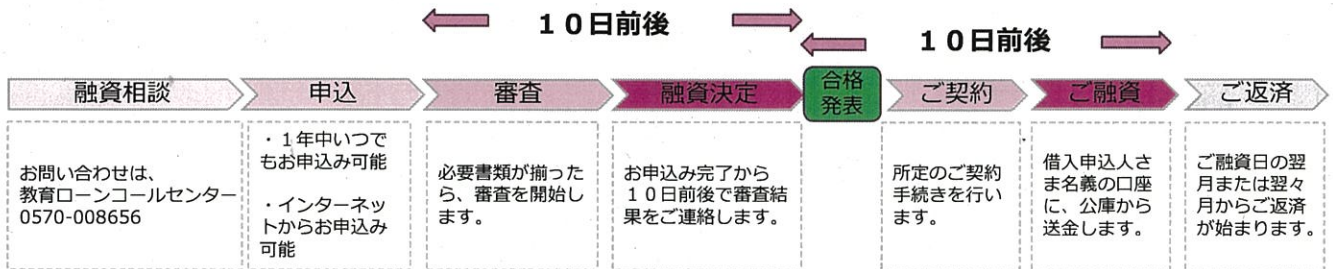 10日前後
10日前後
融資相談
申込
審査
融資決定
合格
発表
ご契約
ご融資
ご返済
お問い合わせは、
教育ローンコールセンター
0570-008656
・1年中いつで
もお申込み可能
・インターネッ
トからお申込み
可能
必要書類が揃った
ら、審査を開始し
ます。
お申込み完了から
10日前後で審査結
果をご連絡します。
所定のご契約
手続きを行い
ます。
借入申込人さ
ま名義の口座
に、公庫から
送金します。
ご融資日の翌
月または翌々
月からご返済
が始まります。